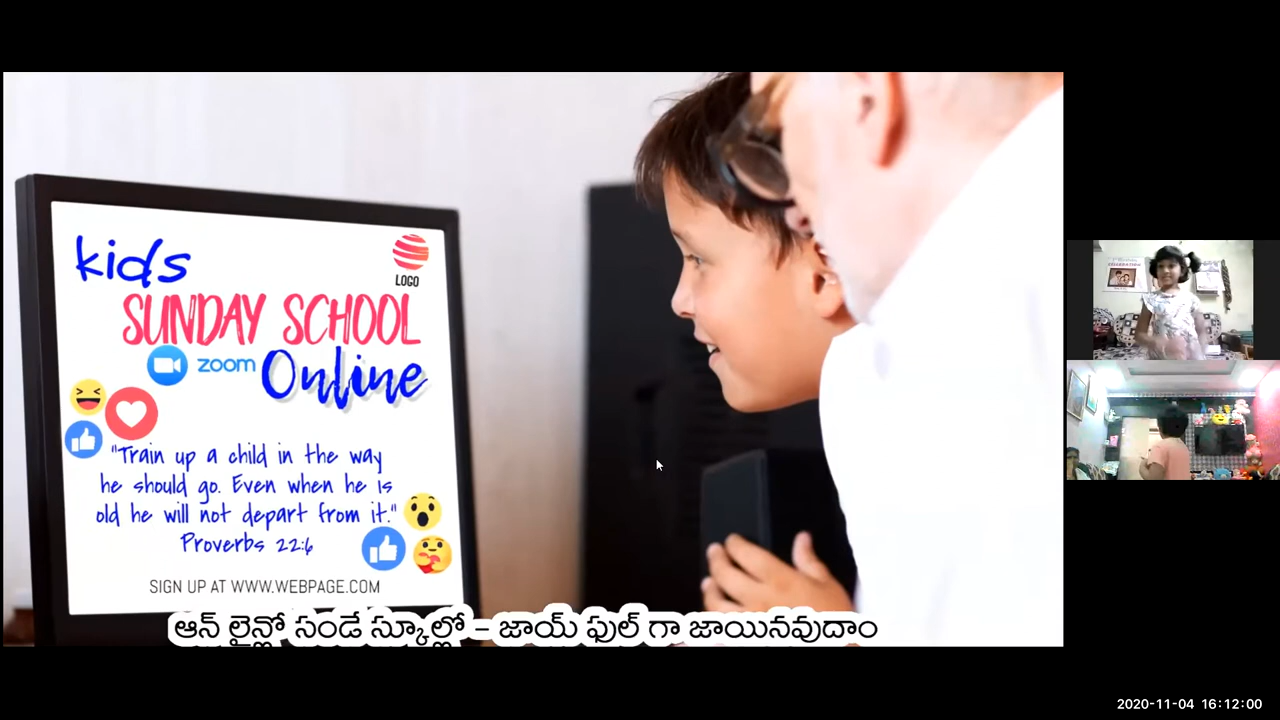 kids
LOGO
SUNDAY SCHOOL
zoom Online
"Train up a child in the way
he should go. Even when he is
old he will not depart from it."
Proverbs 22:6
SIGN UP AT WWW.WEBPAGE.COM
ఆన్ లైన్లో సండే స్కూల్లో – జాయ్ ఫుల్ గా జాయినవుదాం
2020-11-04 16:12:00